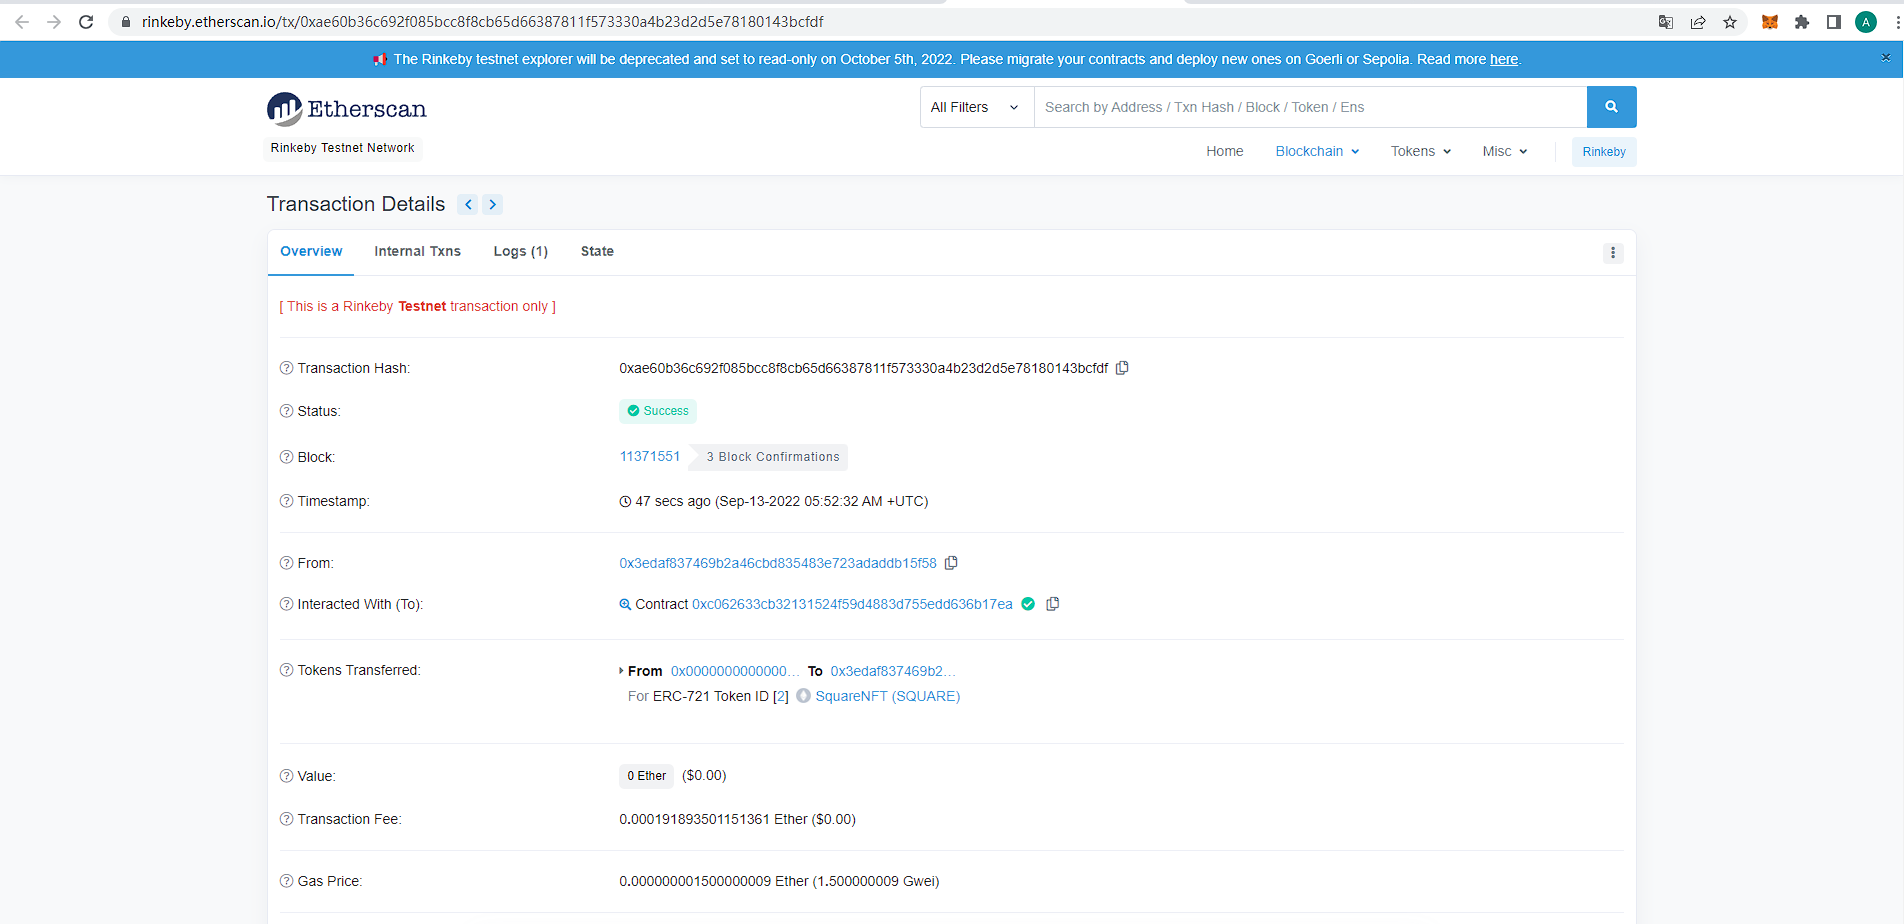 rinkeby.etherscan.io/tx/0xae60b36c692f085bcc8f8cb65d66387811f573330a4b23d2d5e78180143bcfdf
A
The Rinkeby testnet explorer will be deprecated and set to read-only on October 5th, 2022. Please migrate your contracts and deploy new ones on Goerli or Sepolia. Read more here.
Etherscan
All Filters
Search by Address / Txn Hash / Block / Token / Ens
Rinkeby Testnet Network
Home Blockchain Tokens Misc Rinkeby
Transaction Details
Overview Internal Txns Logs (1) State
[ This is a Rinkeby Testnet transaction only ]
Transaction Hash: 0xae60b36c692f085bcc8f8cb65d66387811f573330a4b23d2d5e78180143bcfdf
Status: Success
Block: 11371551 3 Block Confirmations
Timestamp: 47 secs ago (Sep-13-2022 05:52:32 AM +UTC)
From: 0x3edaf837469b2a46cbd835483e723adaddb15f58
Interacted With (To): Contract 0xc062633cb32131524f59d4883d755edd636b17ea
Tokens Transferred: From 0x0000000000000... To 0x3edaf837469b2...
For ERC-721 Token ID [2] SquareNFT (SQUARE)
Value: 0 Ether ($0.00)
Transaction Fee: 0.000191893501151361 Ether ($0.00)
Gas Price: 0.000000001500000009 Ether (1.500000009 Gwei)